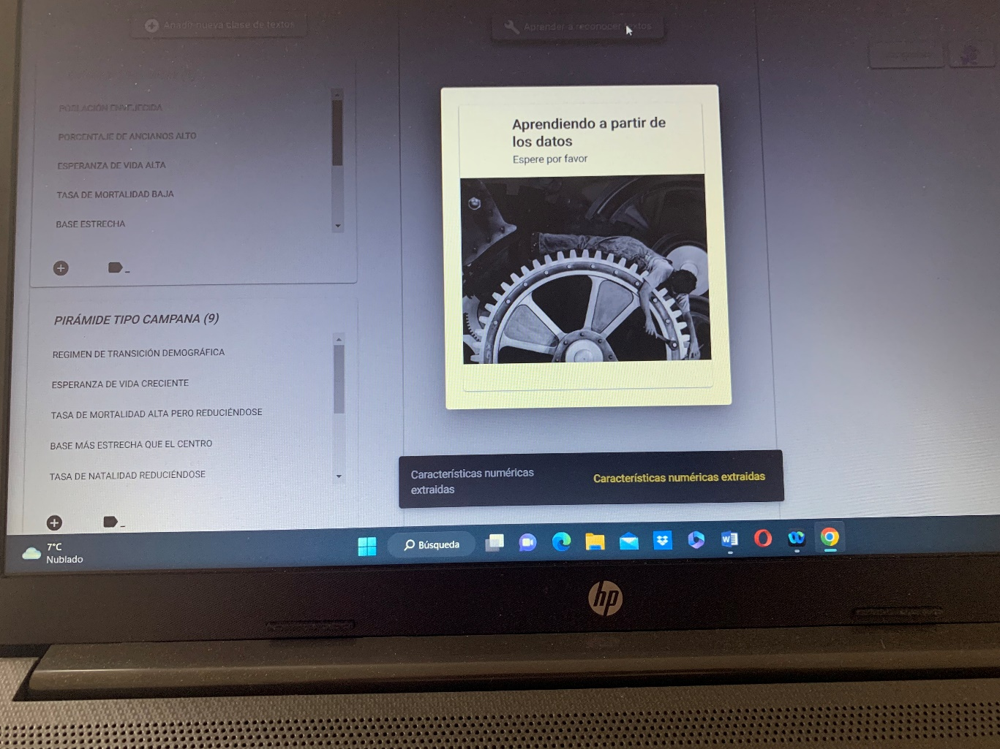 Añadir nueva clase de textos
POBLACIÓN ENVEJECIDA
PORCENTAJE DE ANCIANOS ALTO
ESPERANZA DE VIDA ALTA
TASA DE MORTALIDAD BAJA
BASE ESTRECHA
PIRÁMIDE TIPO CAMPANA (9)
REGIMEN DE TRANSICIÓN DEMOGRÁFICA
ESPERANZA DE VIDA CRECIENTE
TASA DE MORTALIDAD ALTA PERO REDUCIÉNDOSE
BASE MÁS ESTRECHA QUE EL CENTRO
TASA DE NATALIDAD REDUCIÉNDOSE
Aprender a reconocer textos
Aprendiendo a partir de
los datos
Espere por favor
Características numéricas
extraidas
Características numéricas extraidas
7°C
Nublado
Búsqueda
hp